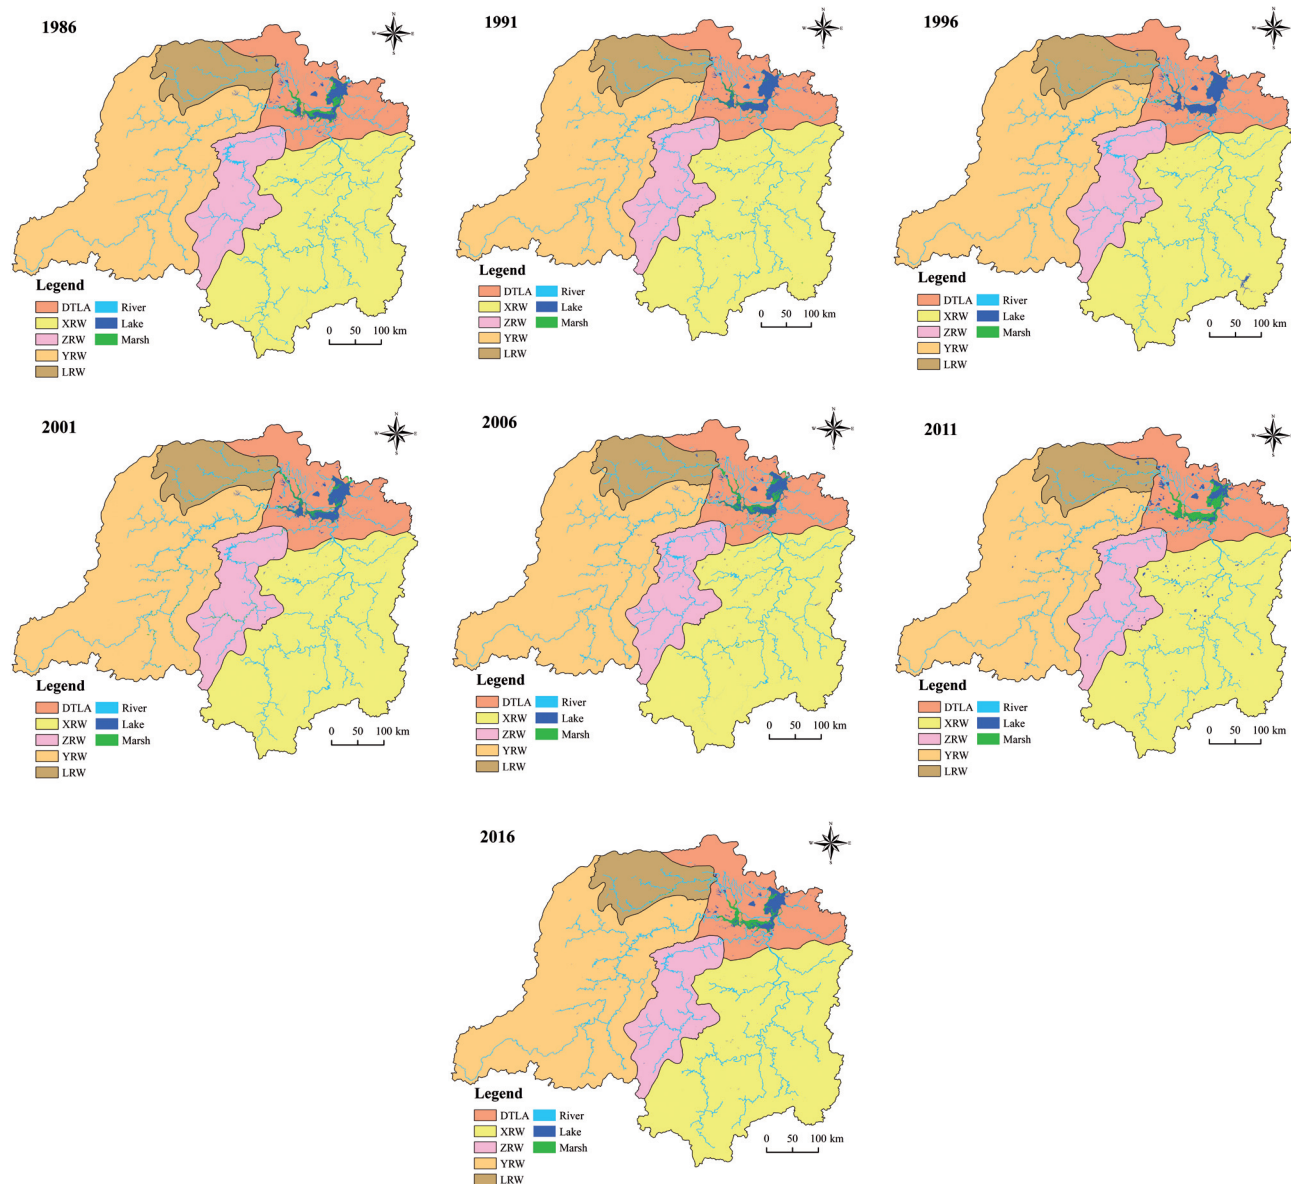 1986
N
W E
S
Legend
DTLA River
XRW Lake
ZRW Marsh
YRW
LRW
0 50 100 km
1991
N
W E
S
Legend
DTLA River
XRW Lake
ZRW Marsh
YRW
LRW
0 50 100 km
1996
N
W E
S
Legend
DTLA River
XRW Lake
ZRW Marsh
YRW
LRW
0 50 100 km
2001
N
W E
S
Legend
DTLA River
XRW Lake
ZRW Marsh
YRW
LRW
0 50 100 km
2006
N
W E
S
Legend
DTLA River
XRW Lake
ZRW Marsh
YRW
LRW
0 50 100 km
2011
N
W E
S
Legend
DTLA River
XRW Lake
ZRW Marsh
YRW
LRW
0 50 100 km
2016
N
W E
S
Legend
DTLA River
XRW Lake
ZRW Marsh
YRW
LRW
0 50 100 km